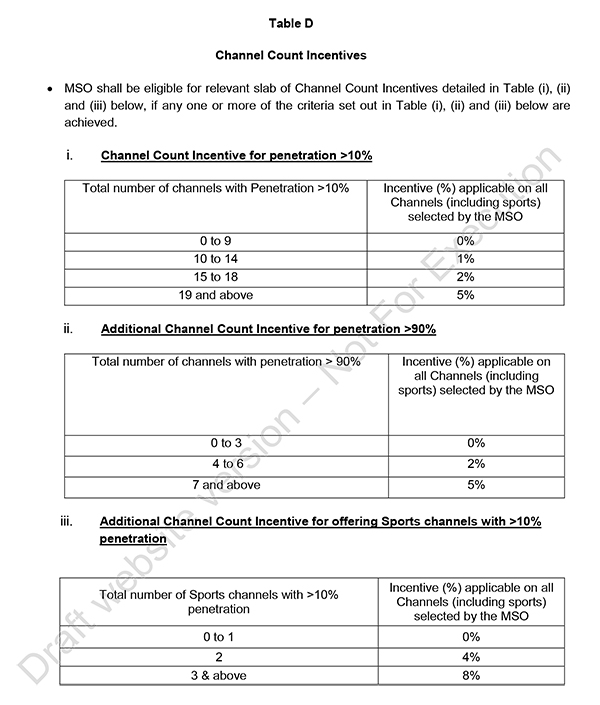 Table D
Channel Count Incentives
• MSO shall be eligible for relevant slab of Channel Count Incentives detailed in Table (i), (ii)
and (iii) below, if any one or more of the criteria set out in Table (i), (ii) and (iii) below are
achieved.
i. Channel Count Incentive for penetration >10%
Total number of channels with Penetration >10% Incentive (%) applicable on all
Channels (including sports)
selected by the MSO
0 to 9 0%
10 to 14 1%
15 to 18 2%
19 and above 5%
ii. Additional Channel Count Incentive for penetration >90%
Total number of channels with penetration > 90% Incentive (%) applicable on
all Channels (including
sports) selected by the MSO
0 to 3 0%
4 to 6 2%
7 and above 5%
iii. Additional Channel Count Incentive for offering Sports channels with >10%
penetration
Total number of Sports channels with >10%
penetration
Incentive (%) applicable on all
Channels (including sports)
selected by the MSO
0 to 1 0%
2 4%
3 & above 8%
Draft website version – Not For Execution